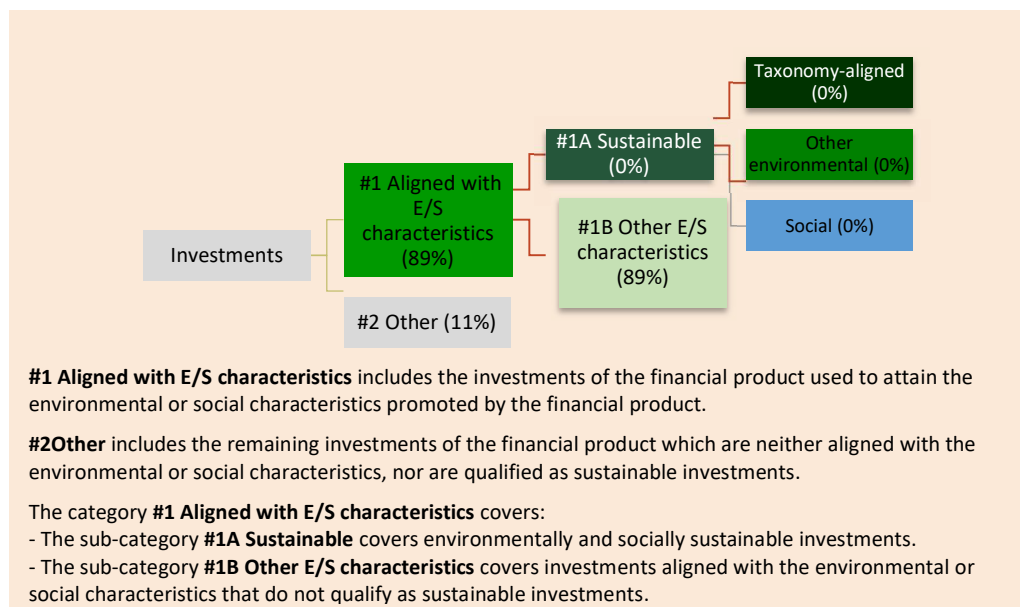 Taxonomy-aligned
(0%)
#1A Sustainable
(0%)
Other
environmental (0%)
#1 Aligned with
E/S
characteristics
(89%)
#1B Other E/S
characteristics
(89%)
Social (0%)
Investments
#2 Other (11%)
#1 Aligned with E/S characteristics includes the investments of the financial product used to attain the
environmental or social characteristics promoted by the financial product.
#2Other includes the remaining investments of the financial product which are neither aligned with the
environmental or social characteristics, nor are qualified as sustainable investments.
The category #1 Aligned with E/S characteristics covers:
- The sub-category #1A Sustainable covers environmentally and socially sustainable investments.
- The sub-category #1B Other E/S characteristics covers investments aligned with the environmental or
social characteristics that do not qualify as sustainable investments.